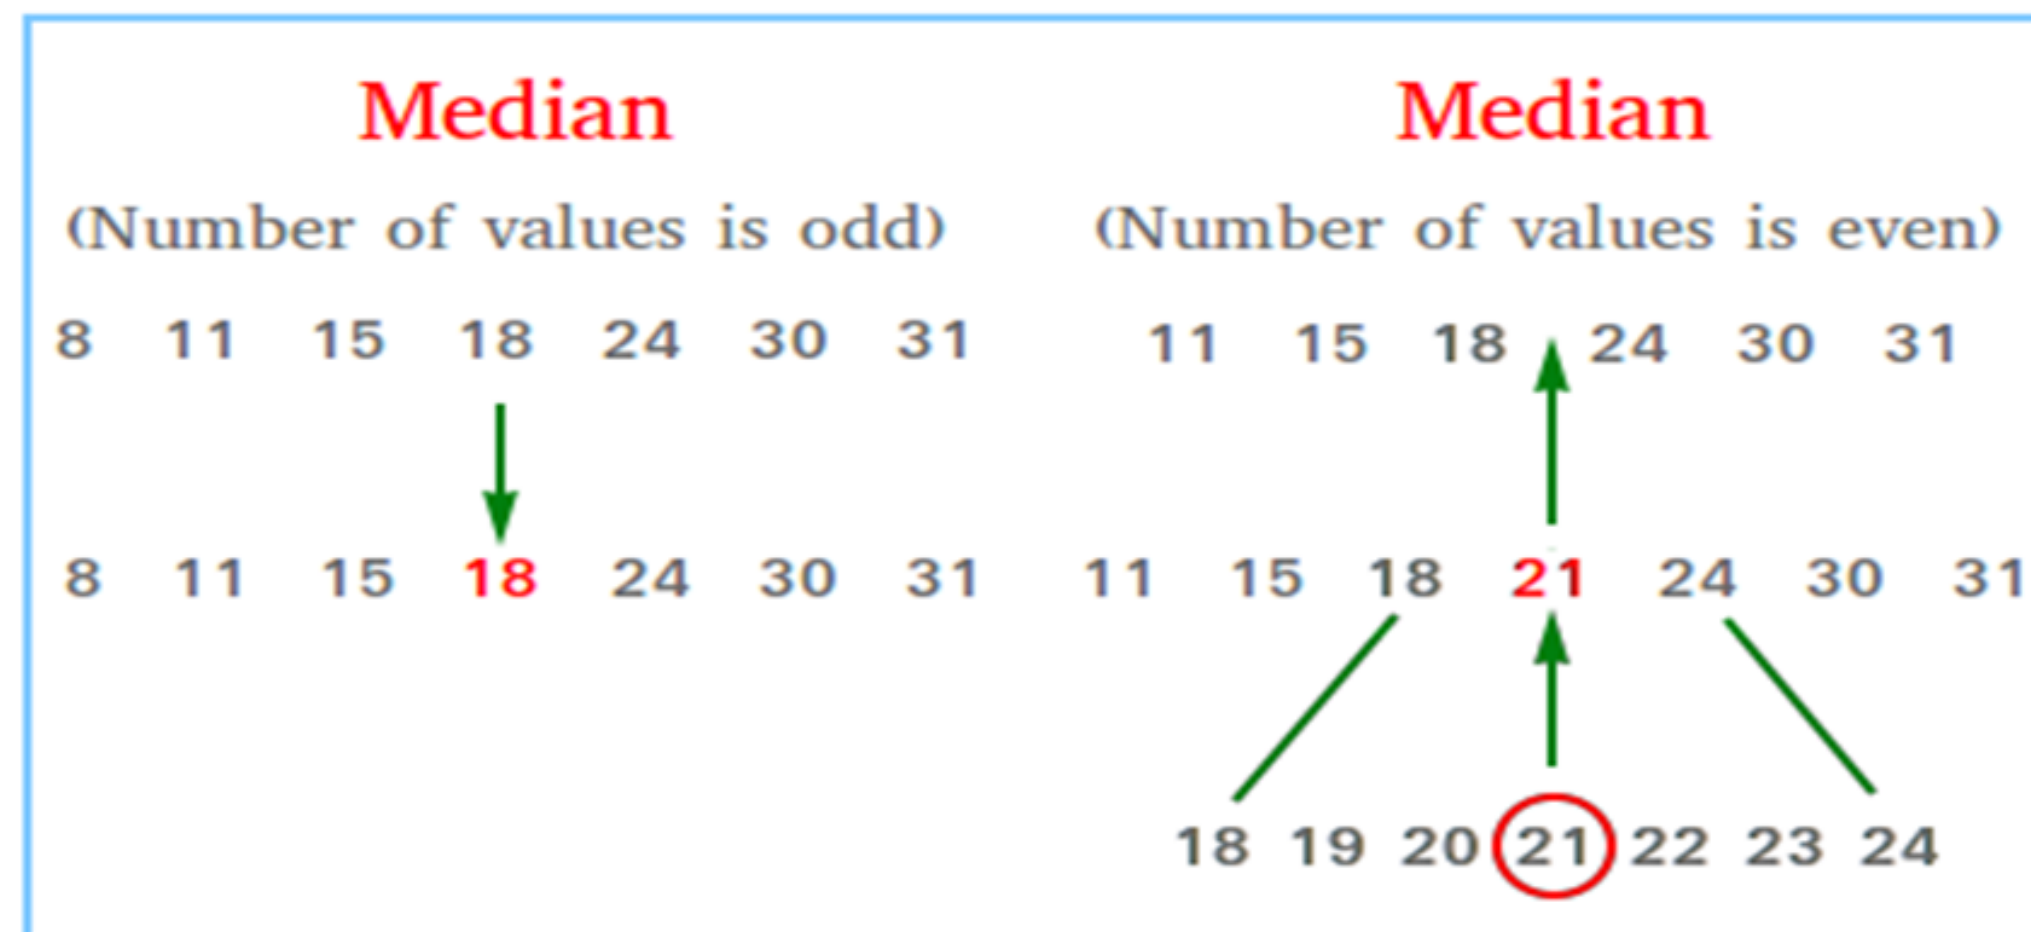 Median
(Number of values is odd)
8 11 15 18 24 30 31
8 11 15 18 24 30 31
Median
(Number of values is even)
11 15 18 24 30 31
11 15 18 21 24 30 31
18 19 20 21 22 23 24